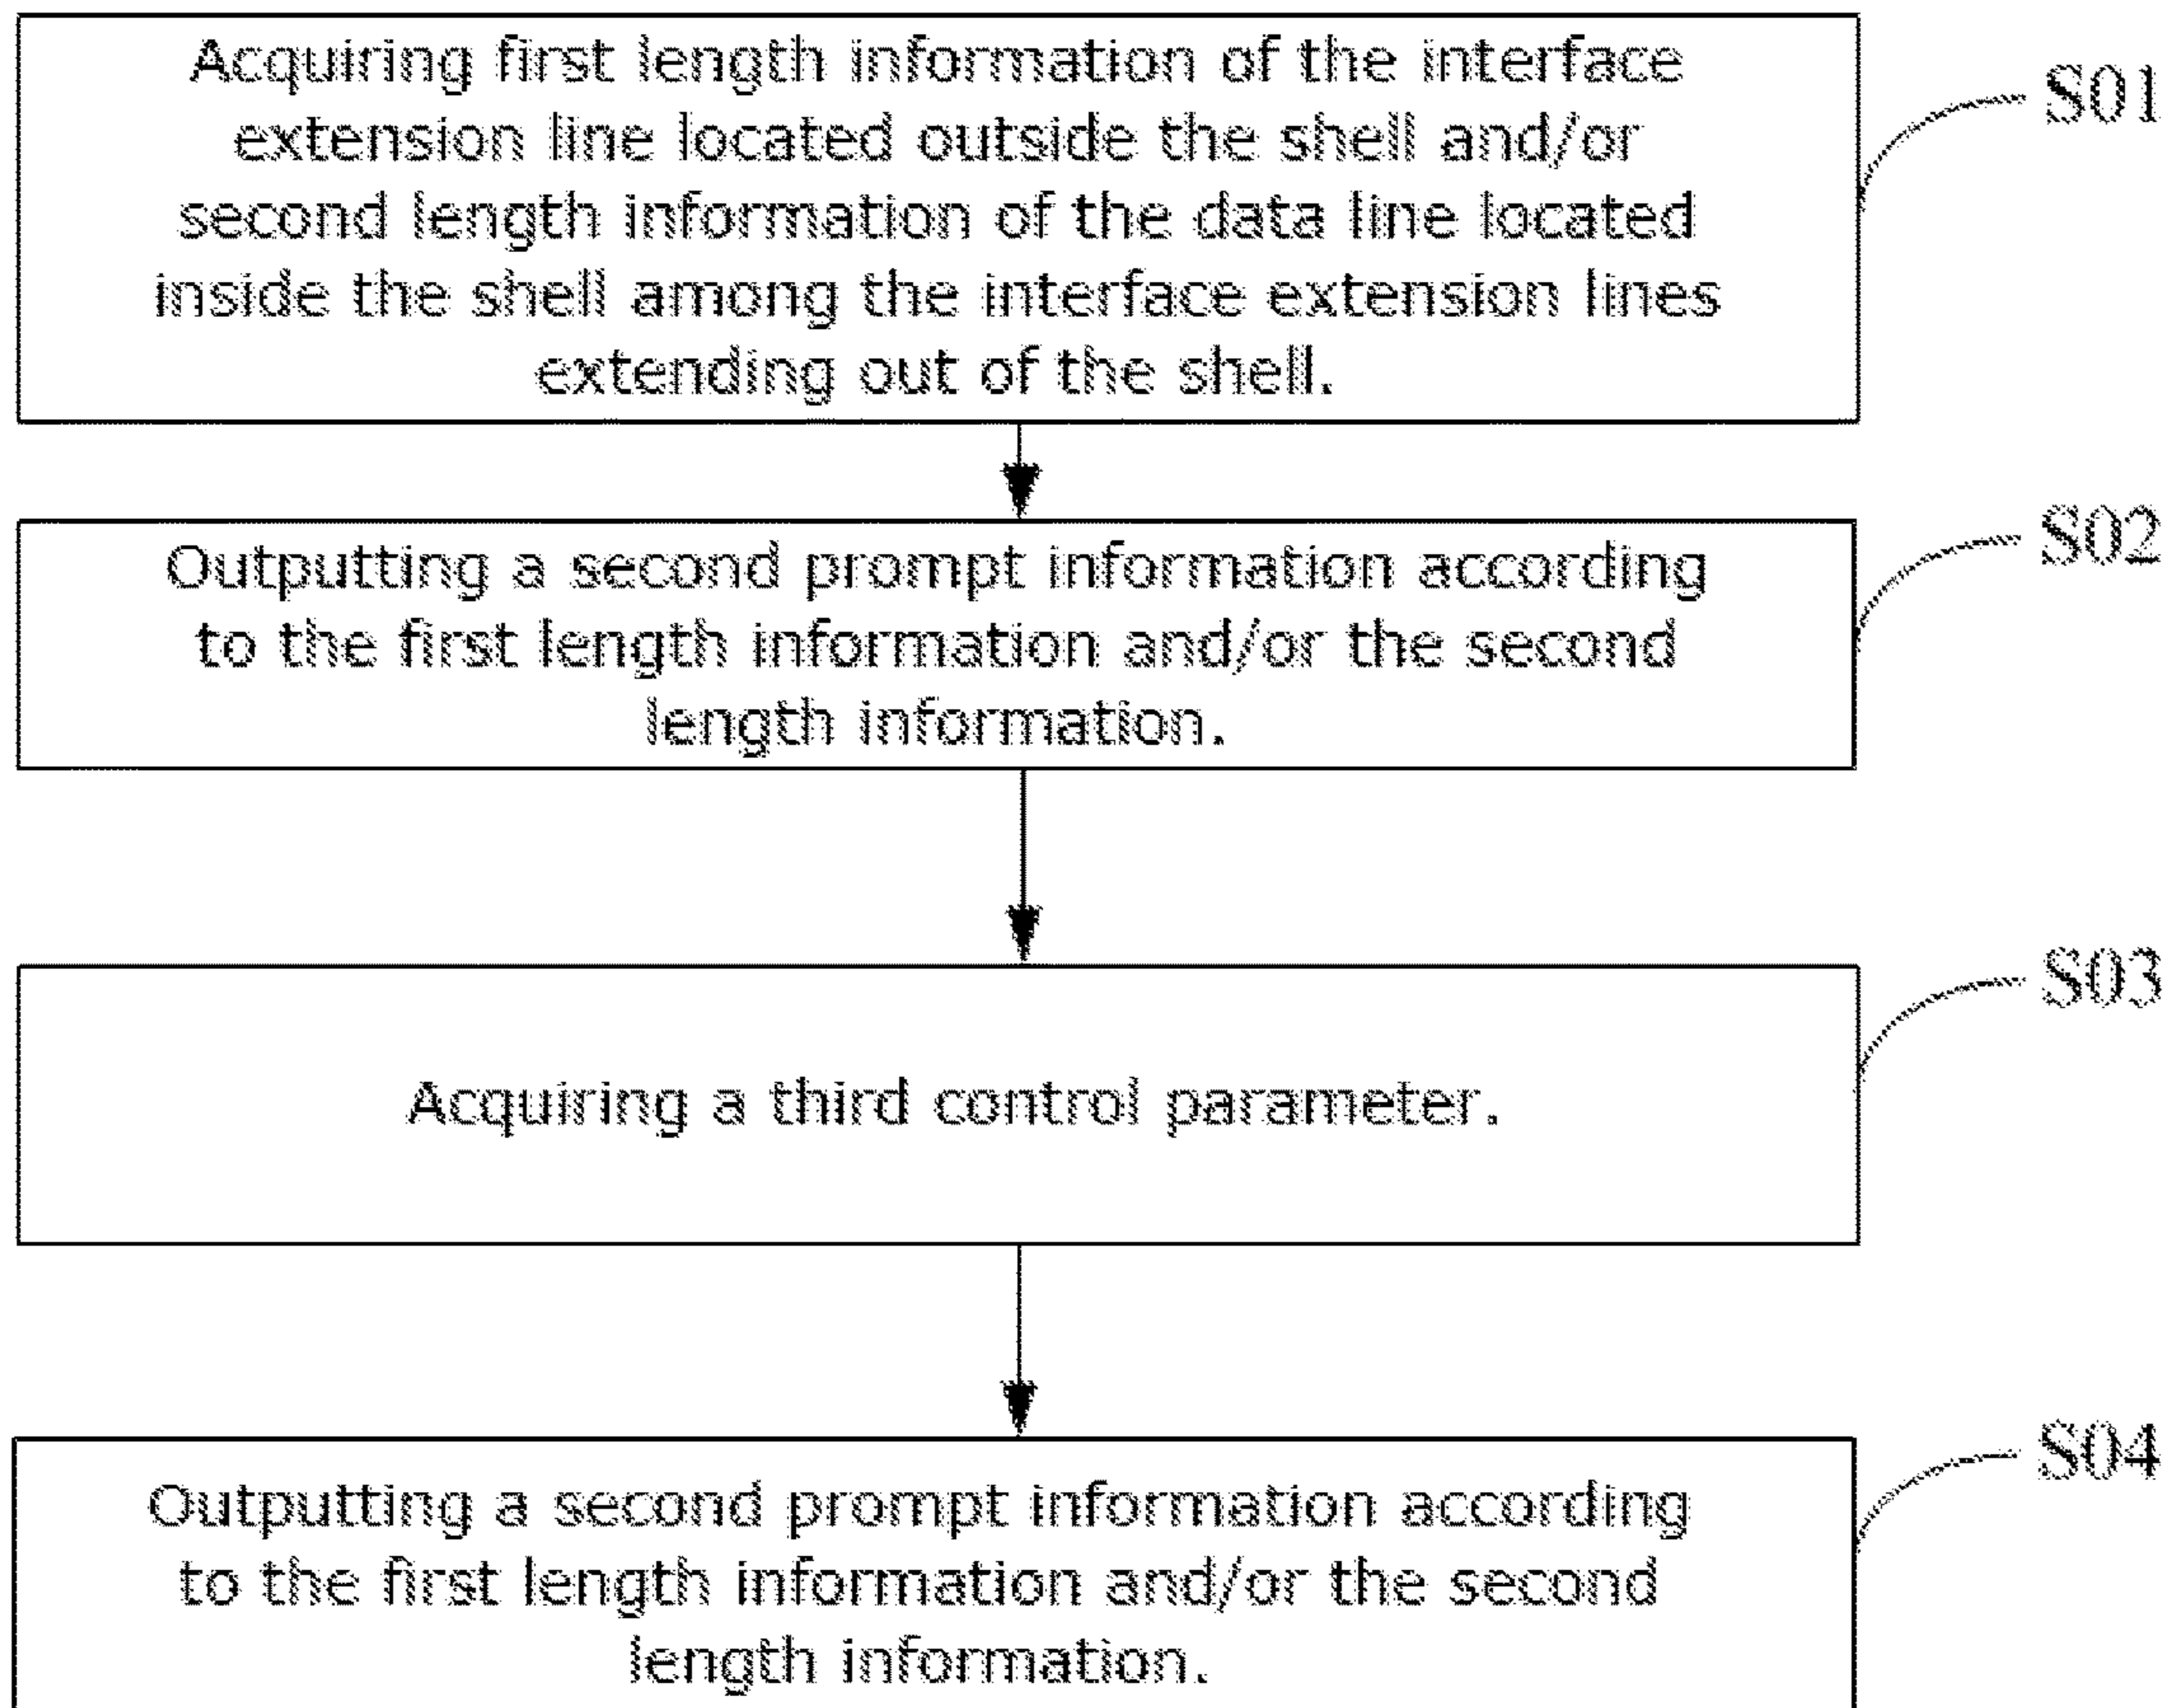 Acquiring first length information of the interface
extension line located outside the shell and/or
second length information of the data line located
inside the shell among the interface extension lines
extending out of the shell.
S01
Outputting a second prompt information according
to the first length information and/or the second
length information.
S02
Acquiring a third control parameter.
S03
Outputting a second prompt information according
to the first length information and/or the second
length information.
S04